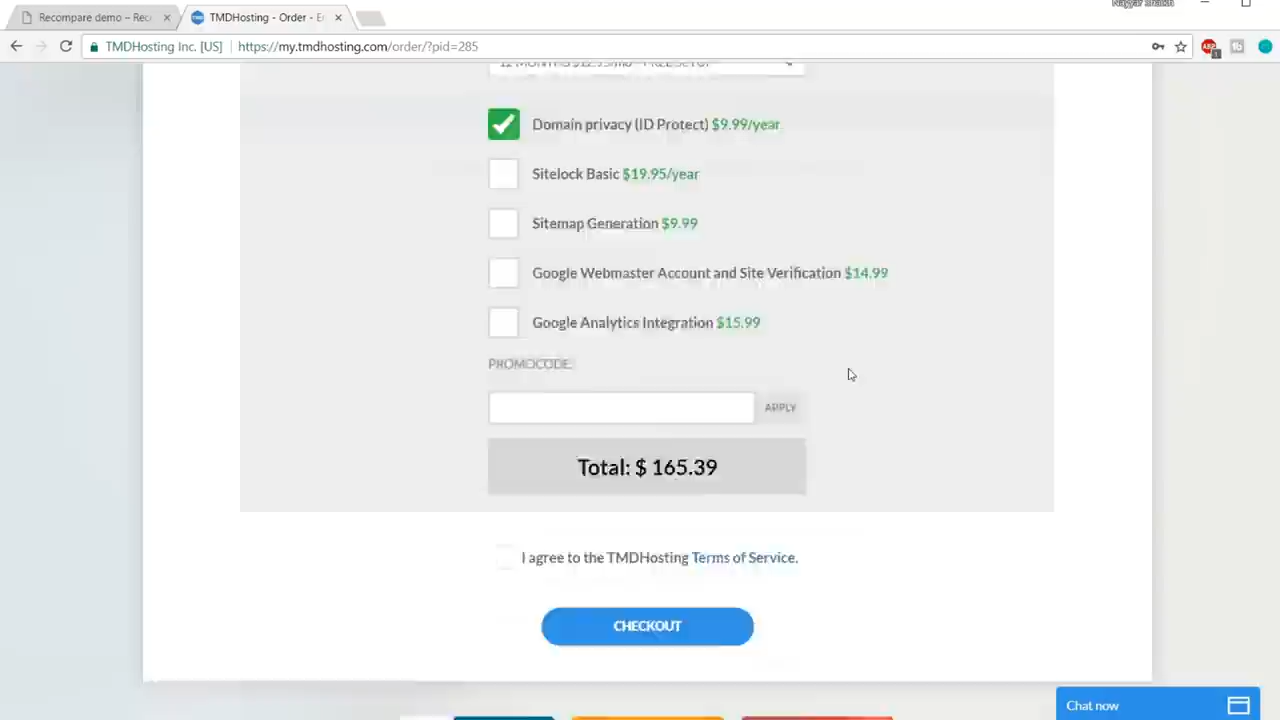 Recompare demo – Rec
TMDHosting - Order - E
TMDHosting Inc. [US]
https://my.tmdhosting.com/order/?pid=285
Domain privacy (ID Protect) $9.99/year
Sitelock Basic $19.95/year
Sitemap Generation $9.99
Google Webmaster Account and Site Verification $14.99
Google Analytics Integration $15.99
PROMOCODE:
APPLY
Total: $ 165.39
I agree to the TMDHosting Terms of Service.
CHECKOUT
Chat now